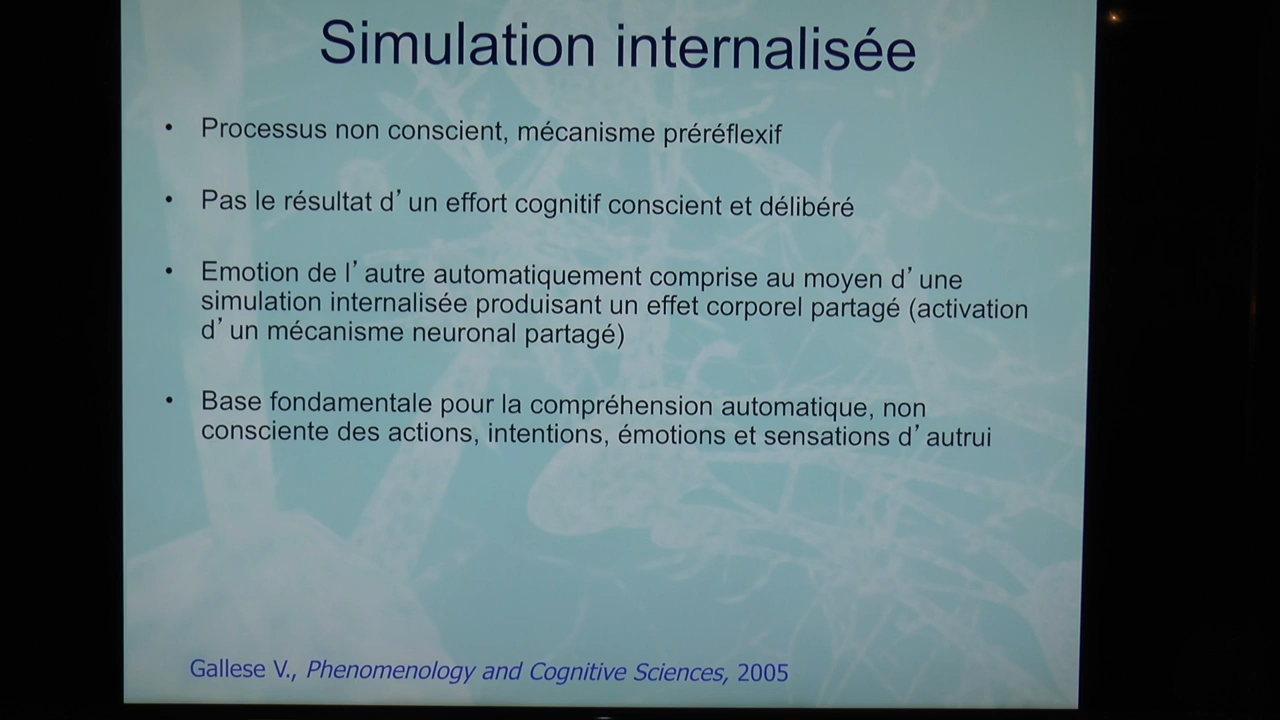 Simulation internalisée
• Processus non conscient, mécanisme préréflexif
• Pas le résultat d’un effort cognitif conscient et délibéré
• Emotion de l’autre automatiquement comprise au moyen d’une
simulation internalisée produisant un effet corporel partagé (activation
d’un mécanisme neuronal partagé)
• Base fondamentale pour la compréhension automatique, non
consciente des actions, intentions, émotions et sensations d’autrui
Gallese V., Phenomenology and Cognitive Sciences, 2005